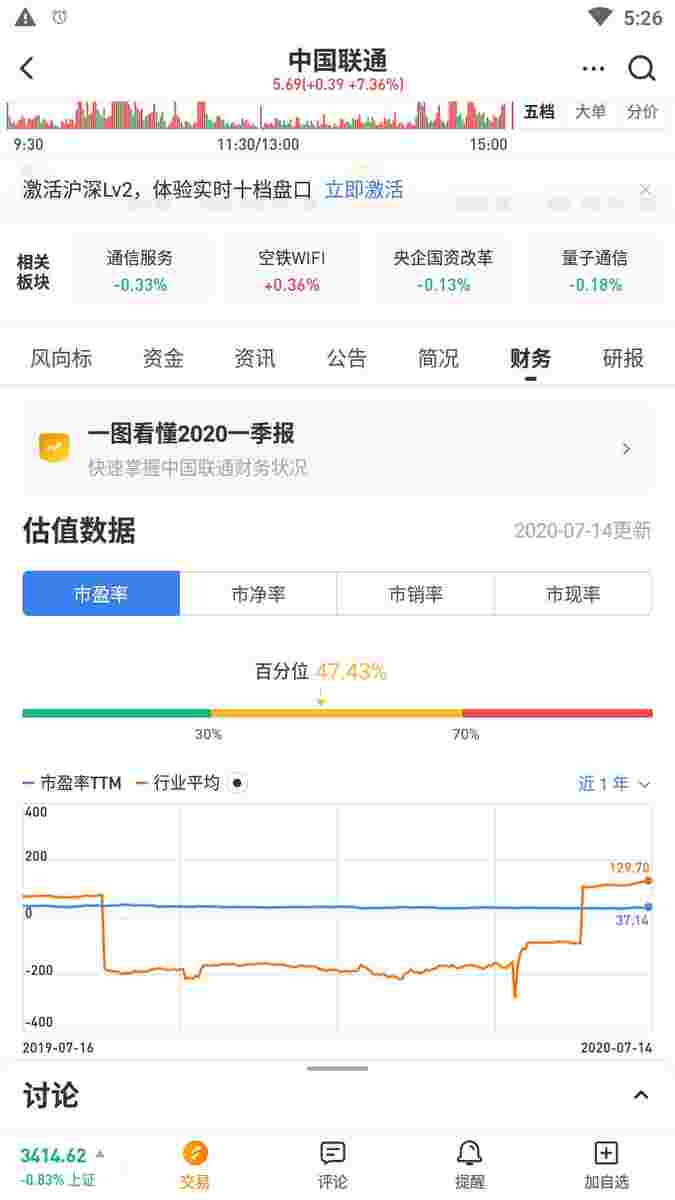 5:26
中国联通
5.69(+0.39 +7.36%)
五档 大单 分价
9:30 11:30/13:00 15:00
激活沪深Lv2，体验实时十档盘口 立即激活
相关板块
通信服务 空铁WIFI 央企国资改革 量子通信
-0.33% +0.36% -0.13% -0.18%
风向标 资金 资讯 公告 简况 财务 研报
一图看懂2020一季报
快速掌握中国联通财务状况
估值数据 2020-07-14更新
市盈率 市净率 市销率 市现率
百分位 47.43%
30% 70%
市盈率TTM 行业平均 近1年
400
200
129.70
0
37.14
-200
-400
2019-07-16 2020-07-14
讨论
3414.62
-0.83% 上证
交易 评论 提醒 加自选